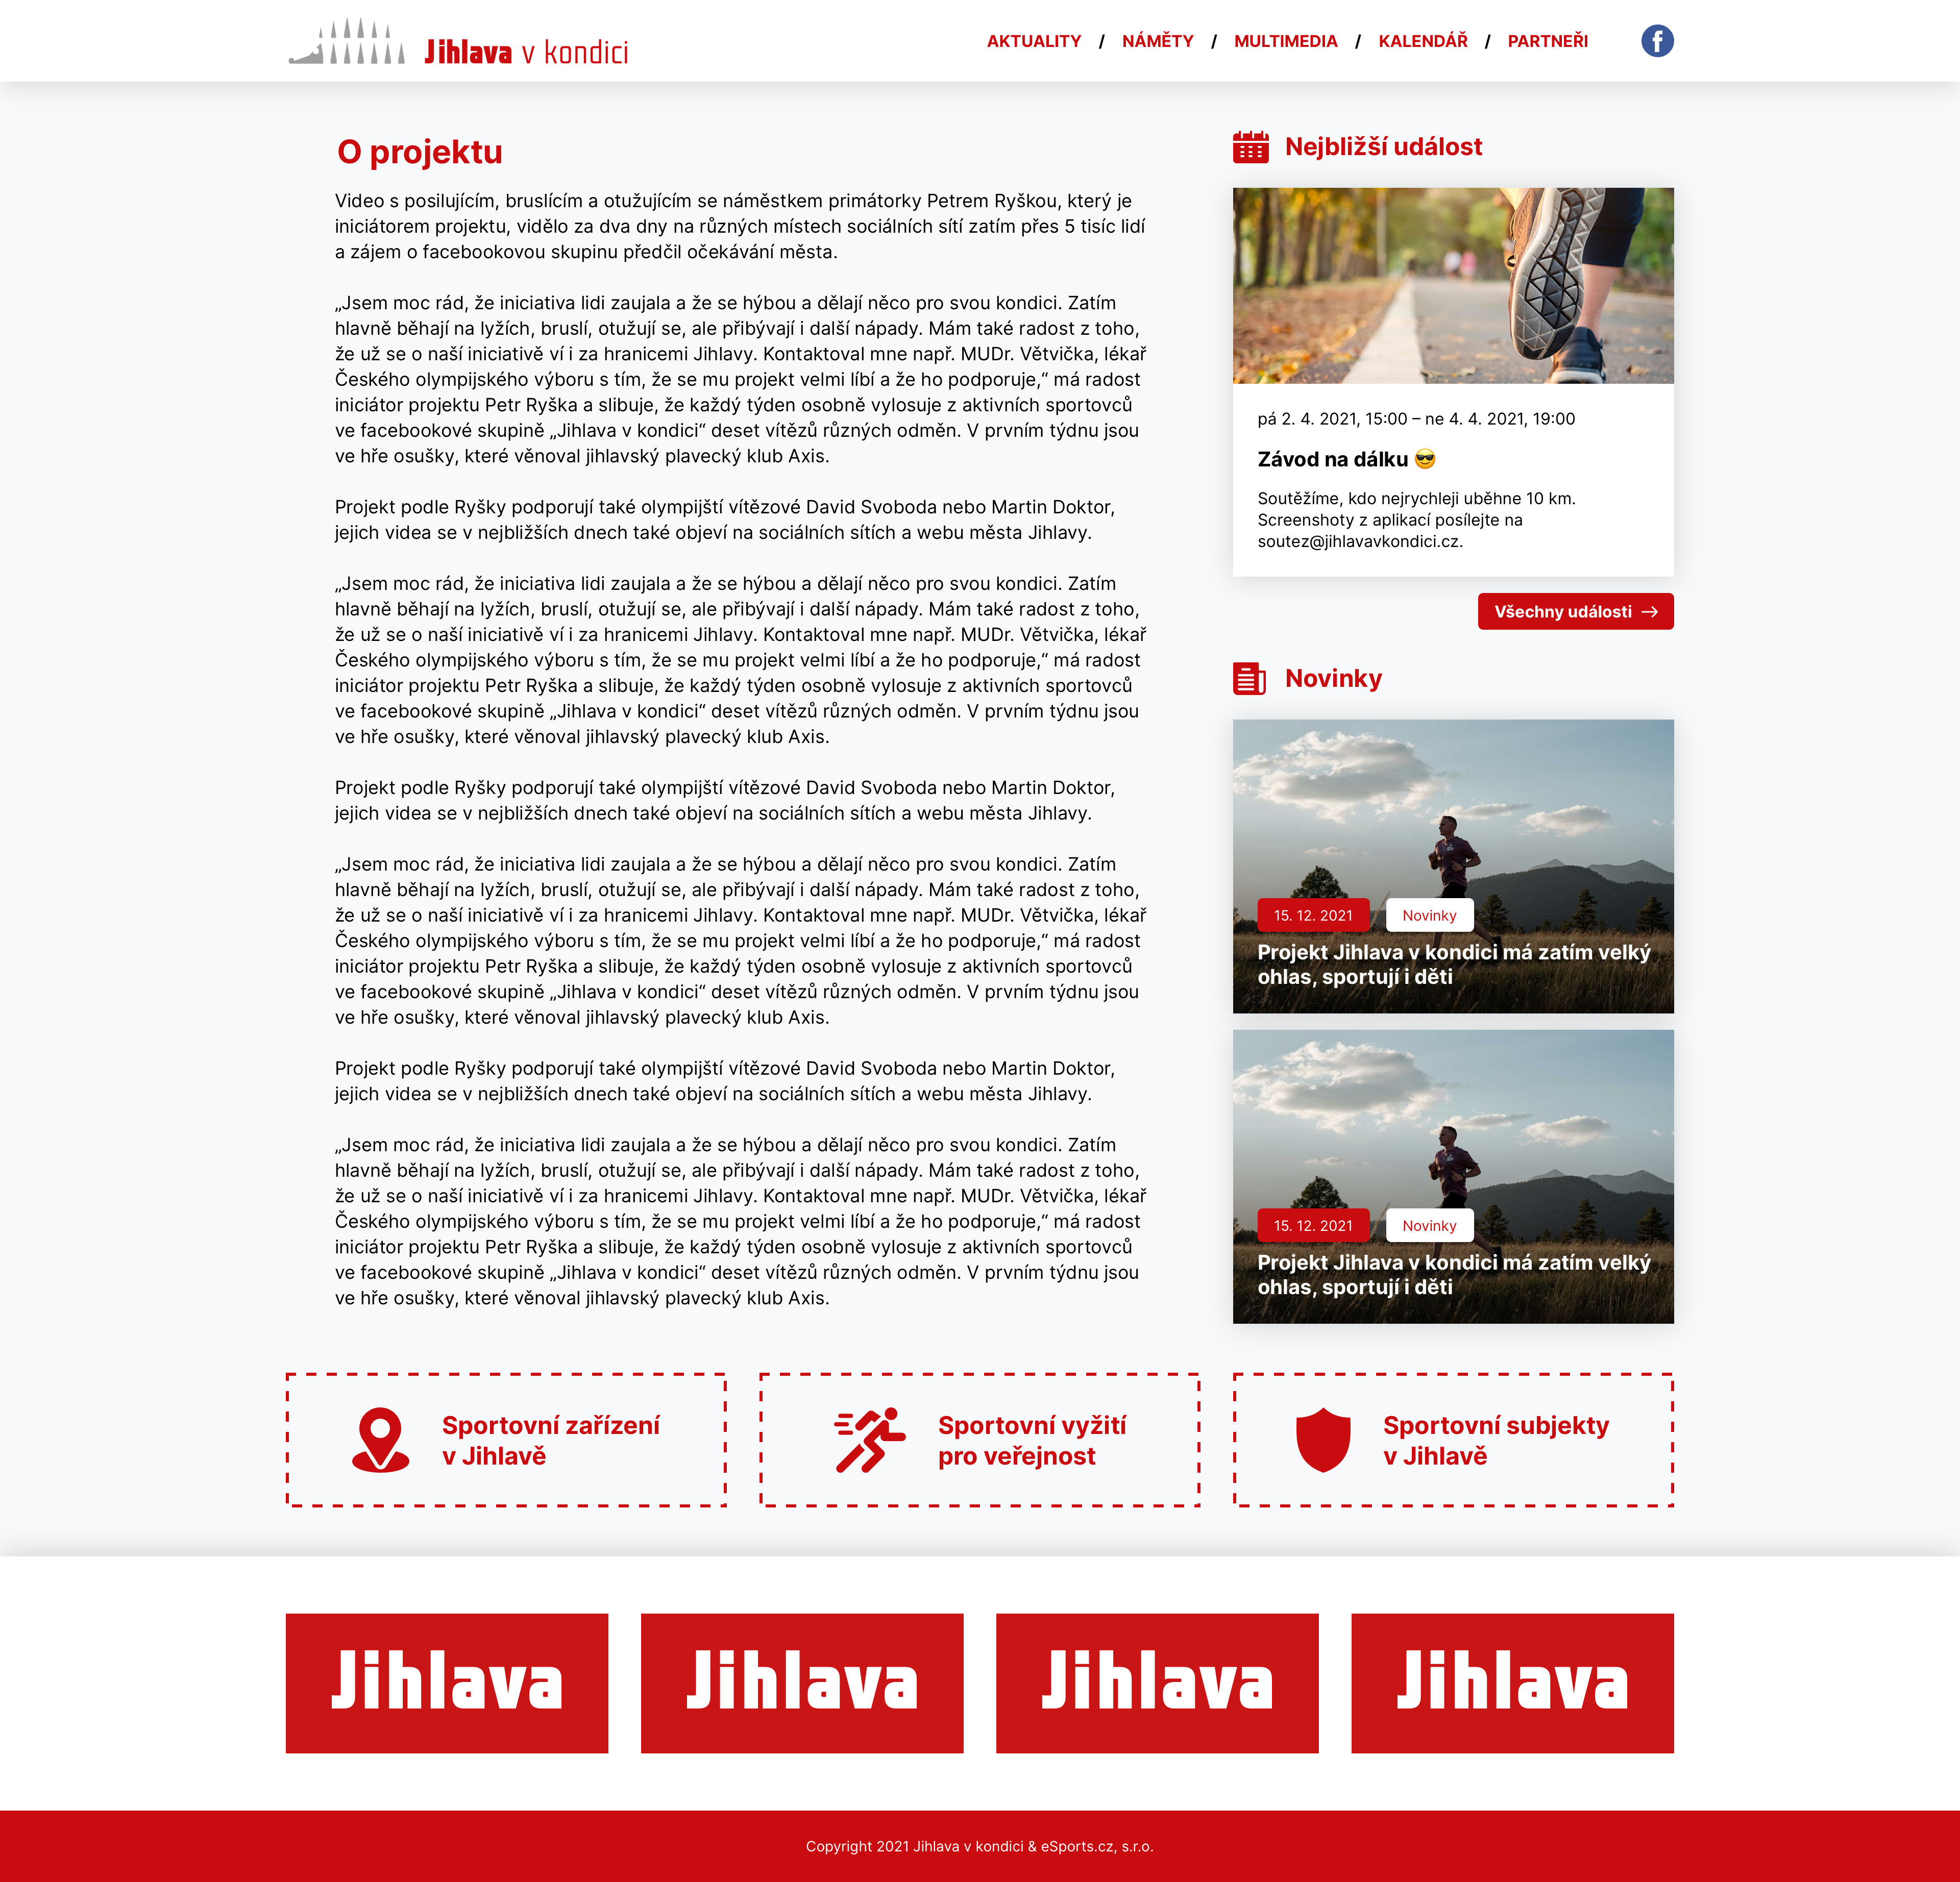 Jihlava v kondici
AKTUALITY / NÁMĚTY / MULTIMEDIA / KALENDÁŘ / PARTNEŘI
f
O projektu
Video s posilujícím, bruslícím a otužujícím se náměstkem primátorky Petrem Ryškou, který je
iniciátorem projektu, vidělo za dva dny na různých místech sociálních sítí zatím přes 5 tisíc lidí
a zájem o facebookovou skupinu předčil očekávání města.
„Jsem moc rád, že iniciativa lidi zaujala a že se hýbou a dělají něco pro svou kondici. Zatím
hlavně běhají na lyžích, bruslí, otužují se, ale přibývají i další nápady. Mám také radost z toho,
že už se o naší iniciativě ví i za hranicemi Jihlavy. Kontaktoval mne např. MUDr. Větvička, lékař
Českého olympijského výboru s tím, že se mu projekt velmi líbí a že ho podporuje,“ má radost
iniciátor projektu Petr Ryška a slibuje, že každý týden osobně vylosuje z aktivních sportovců
ve facebookové skupině „Jihlava v kondici“ deset vítězů různých odměn. V prvním týdnu jsou
ve hře osušky, které věnoval jihlavský plavecký klub Axis.
Projekt podle Ryšky podporují také olympijští vítězové David Svoboda nebo Martin Doktor,
jejich videa se v nejbližších dnech také objeví na sociálních sítích a webu města Jihlavy.
„Jsem moc rád, že iniciativa lidi zaujala a že se hýbou a dělají něco pro svou kondici. Zatím
hlavně běhají na lyžích, bruslí, otužují se, ale přibývají i další nápady. Mám také radost z toho,
že už se o naší iniciativě ví i za hranicemi Jihlavy. Kontaktoval mne např. MUDr. Větvička, lékař
Českého olympijského výboru s tím, že se mu projekt velmi líbí a že ho podporuje,“ má radost
iniciátor projektu Petr Ryška a slibuje, že každý týden osobně vylosuje z aktivních sportovců
ve facebookové skupině „Jihlava v kondici“ deset vítězů různých odměn. V prvním týdnu jsou
ve hře osušky, které věnoval jihlavský plavecký klub Axis.
Projekt podle Ryšky podporují také olympijští vítězové David Svoboda nebo Martin Doktor,
jejich videa se v nejbližších dnech také objeví na sociálních sítích a webu města Jihlavy.
„Jsem moc rád, že iniciativa lidi zaujala a že se hýbou a dělají něco pro svou kondici. Zatím
hlavně běhají na lyžích, bruslí, otužují se, ale přibývají i další nápady. Mám také radost z toho,
že už se o naší iniciativě ví i za hranicemi Jihlavy. Kontaktoval mne např. MUDr. Větvička, lékař
Českého olympijského výboru s tím, že se mu projekt velmi líbí a že ho podporuje,“ má radost
iniciátor projektu Petr Ryška a slibuje, že každý týden osobně vylosuje z aktivních sportovců
ve facebookové skupině „Jihlava v kondici“ deset vítězů různých odměn. V prvním týdnu jsou
ve hře osušky, které věnoval jihlavský plavecký klub Axis.
Projekt podle Ryšky podporují také olympijští vítězové David Svoboda nebo Martin Doktor,
jejich videa se v nejbližších dnech také objeví na sociálních sítích a webu města Jihlavy.
„Jsem moc rád, že iniciativa lidi zaujala a že se hýbou a dělají něco pro svou kondici. Zatím
hlavně běhají na lyžích, bruslí, otužují se, ale přibývají i další nápady. Mám také radost z toho,
že už se o naší iniciativě ví i za hranicemi Jihlavy. Kontaktoval mne např. MUDr. Větvička, lékař
Českého olympijského výboru s tím, že se mu projekt velmi líbí a že ho podporuje,“ má radost
iniciátor projektu Petr Ryška a slibuje, že každý týden osobně vylosuje z aktivních sportovců
ve facebookové skupině „Jihlava v kondici“ deset vítězů různých odměn. V prvním týdnu jsou
ve hře osušky, které věnoval jihlavský plavecký klub Axis.
Nejbližší událost
pá 2. 4. 2021, 15:00 – ne 4. 4. 2021, 19:00
Závod na dálku 😎
Soutěžíme, kdo nejrychleji uběhne 10 km.
Screenshoty z aplikací posílejte na
soutez@jihlavavkondici.cz.
Všechny události →
Novinky
15. 12. 2021
Novinky
Projekt Jihlava v kondici má zatím velký
ohlas, sportují i děti
15. 12. 2021
Novinky
Projekt Jihlava v kondici má zatím velký
ohlas, sportují i děti
Sportovní zařízení
v Jihlavě
Sportovní vyžití
pro veřejnost
Sportovní subjekty
v Jihlavě
Jihlava
Jihlava
Jihlava
Jihlava
Copyright 2021 Jihlava v kondici & eSports.cz, s.r.o.